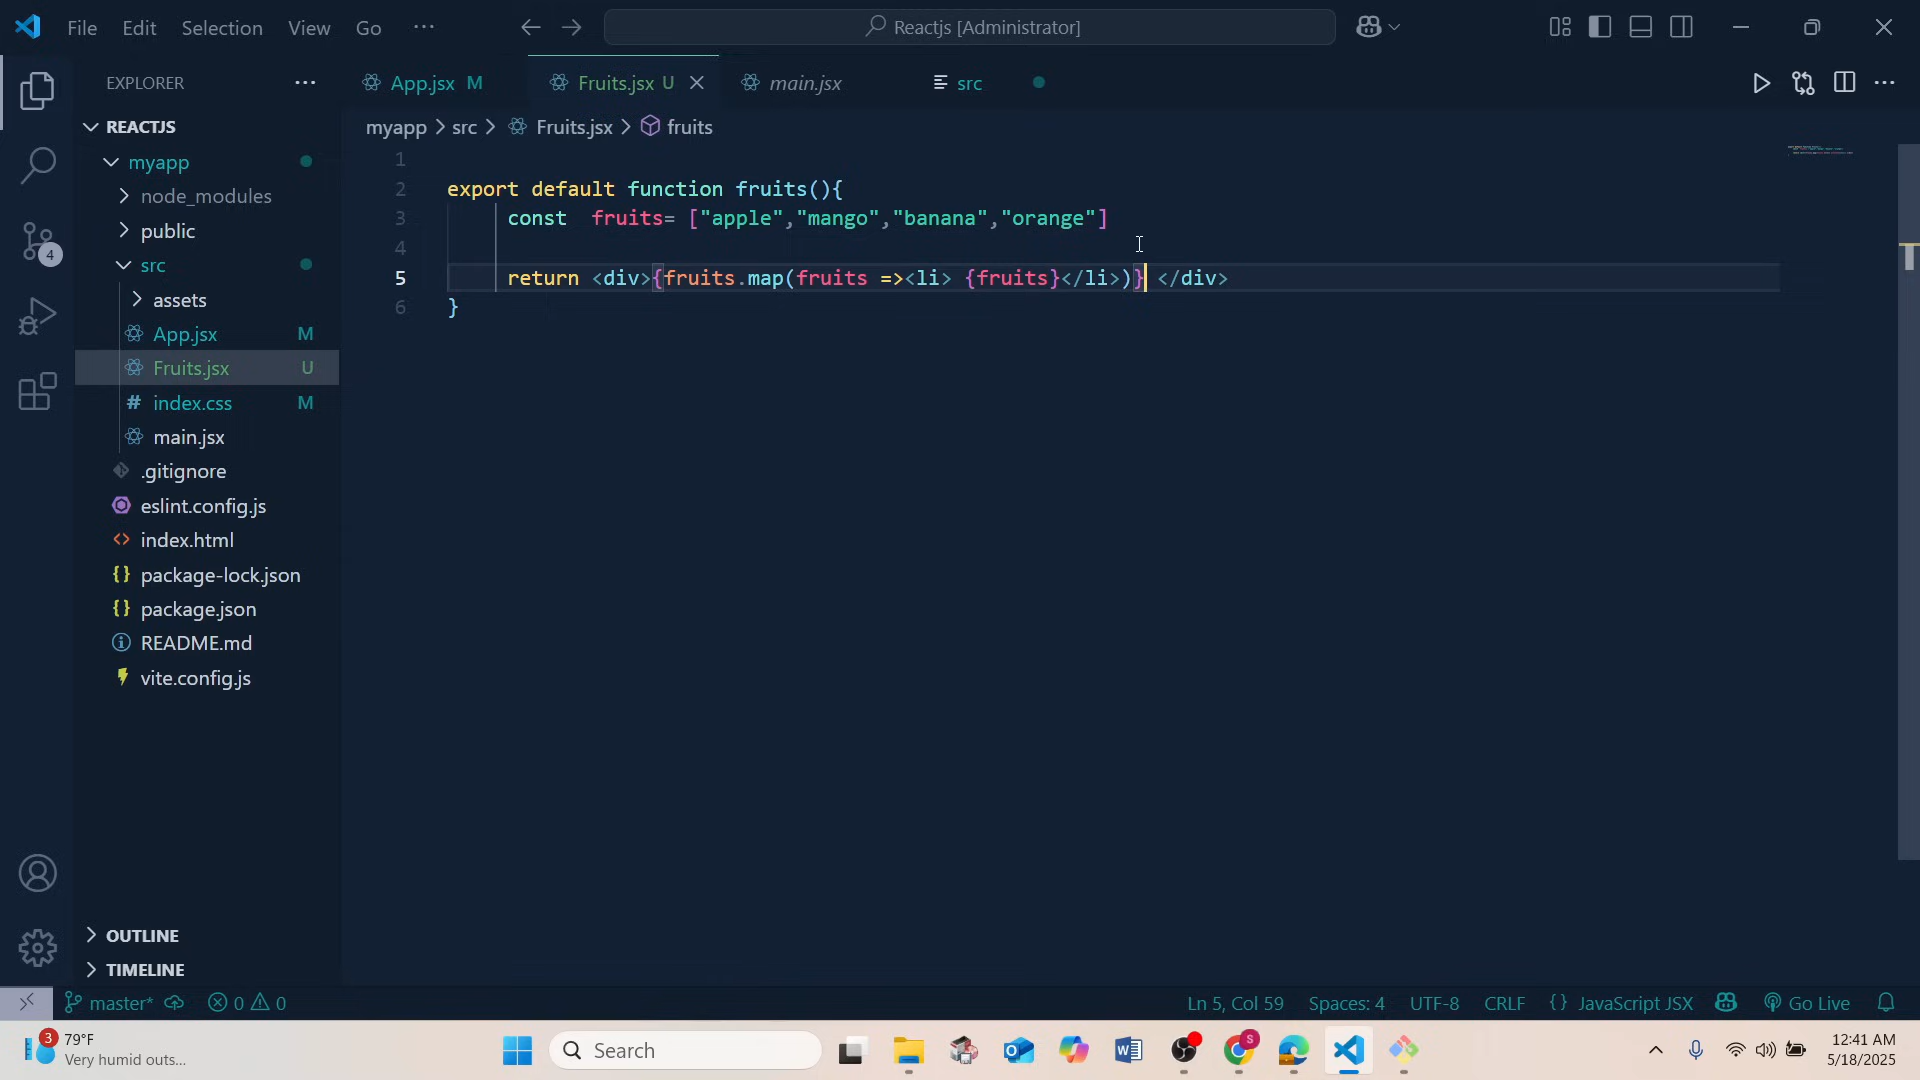 File Edit Selection View Go ··· Reactjs [Administrator]
EXPLORER ···
App.jsx M Fruits.jsx U main.jsx src
REACTJS
myapp
node_modules
public
src
assets
App.jsx M
Fruits.jsx U
index.css M
main.jsx
.gitignore
eslint.config.js
index.html
package-lock.json
package.json
README.md
vite.config.js
OUTLINE
TIMELINE
4
myapp > src > Fruits.jsx > fruits
1
2 export default function fruits(){
3 const  fruits= ["apple","mango","banana","orange"]
4
5 return <div>{fruits.map(fruits =><li> {fruits}</li>)} </div>
6 }
master* 0 0 Ln 5, Col 59 Spaces: 4 UTF-8 CRLF {} JavaScript JSX Go Live
3 79°F
Very humid outs...
Search
S
12:41 AM
5/18/2025